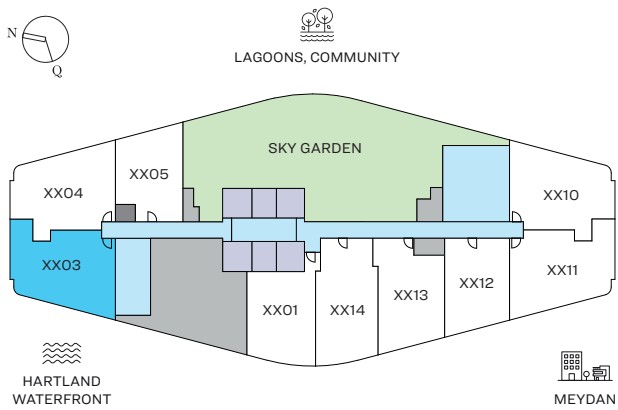 N
Q
LAGOONS, COMMUNITY
SKY GARDEN
XX05
XX04
XX10
XX03
XX11
XX12
XX13
XX01
XX14
HARTLAND
WATERFRONT
MEYDAN